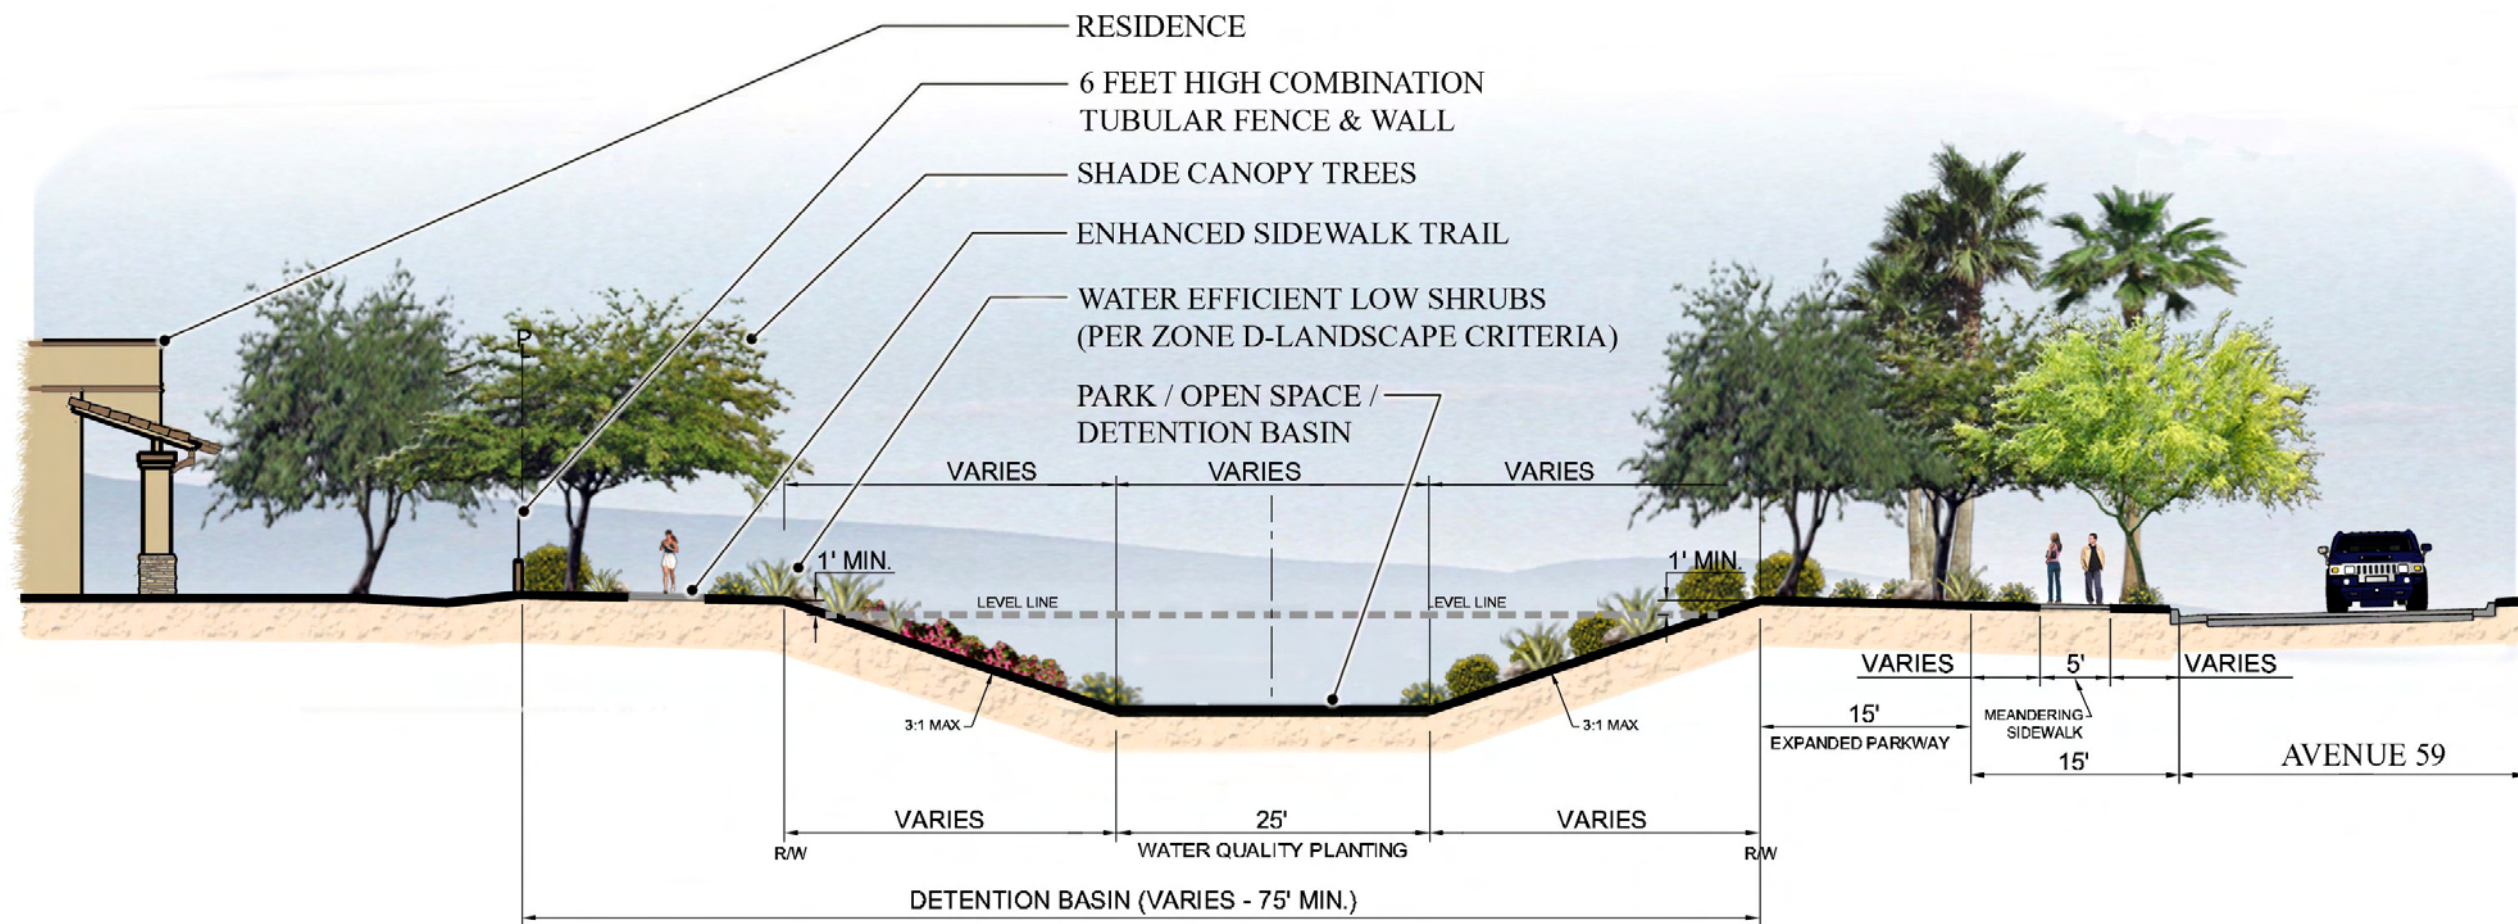 RESIDENCE
6 FEET HIGH COMBINATION
TUBULAR FENCE & WALL
SHADE CANOPY TREES
ENHANCED SIDEWALK TRAIL
WATER EFFICIENT LOW SHRUBS
(PER ZONE D-LANDSCAPE CRITERIA)
PARK / OPEN SPACE /
DETENTION BASIN
PL
VARIES
VARIES
VARIES
1' MIN.
1' MIN.
LEVEL LINE
LEVEL LINE
3:1 MAX
3:1 MAX
VARIES
5'
VARIES
MEANDERING
SIDEWALK
15'
EXPANDED PARKWAY
15'
AVENUE 59
VARIES
25'
VARIES
R/W
WATER QUALITY PLANTING
R/W
DETENTION BASIN (VARIES - 75' MIN.)